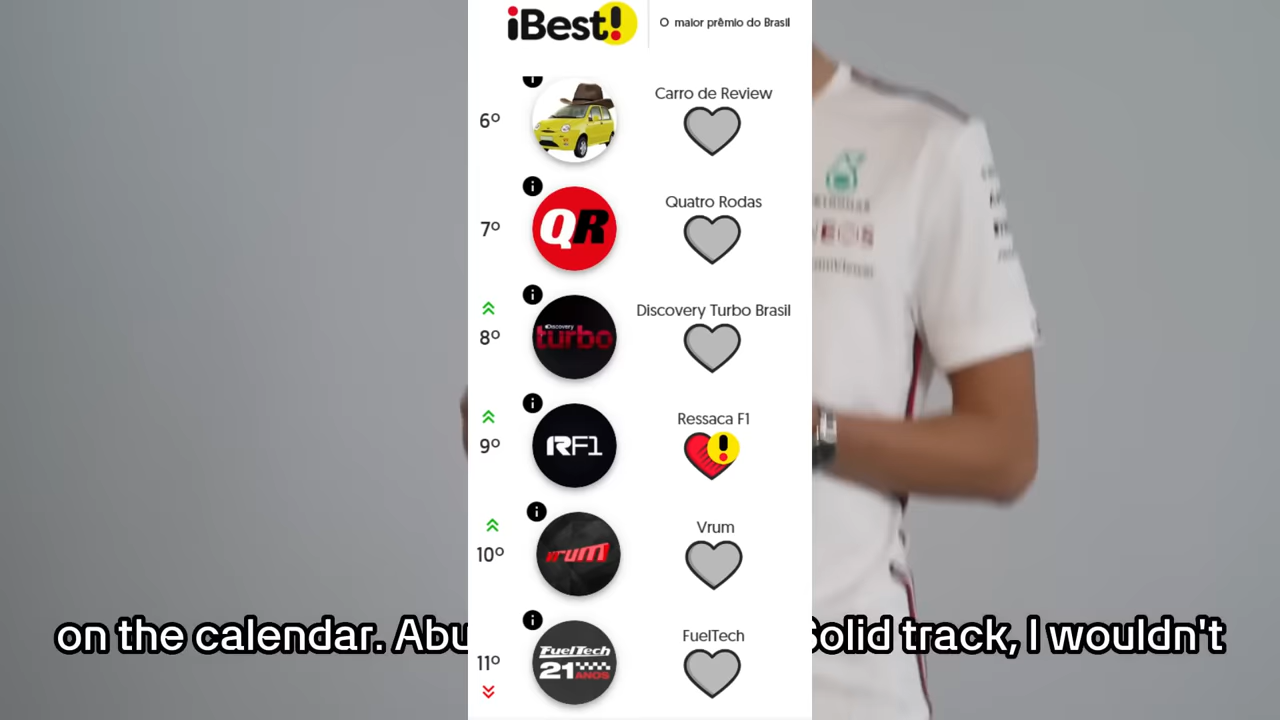 iBest!
O maior prêmio do Brasil
6º
Carro de Review
7º
QR
Quatro Rodas
8º
Discovery
turbo
Discovery Turbo Brasil
9º
RF1
Ressaca F1
10º
vrum
Vrum
11º
FuelTech
21 ANOS
FuelTech
on the calendar. Abu
Solid track, I wouldn't